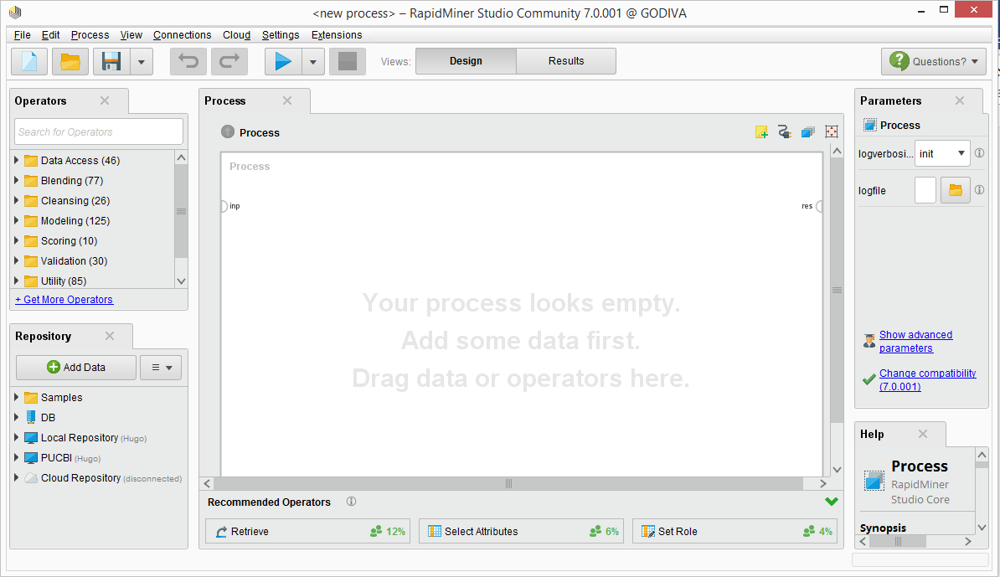 <new process> – RapidMiner Studio Community 7.0.001 @ GODIVA
File Edit Process View Connections Cloud Settings Extensions
Views: Design Results Questions?
Operators
Search for Operators
Data Access (46)
Blending (77)
Cleansing (26)
Modeling (125)
Scoring (10)
Validation (30)
Utility (85)
+ Get More Operators
Repository
Add Data
Samples
DB
Local Repository (Hugo)
PUCBI (Hugo)
Cloud Repository (disconnected)
Process
Process
Process
inp
res
Your process looks empty.
Add some data first.
Drag data or operators here.
Recommended Operators
Retrieve 12%
Select Attributes 6%
Set Role 4%
Parameters
Process
logverbosi... init
logfile
Show advanced
parameters
Change compatibility
(7.0.001)
Help
Process
RapidMiner
Studio Core
Synopsis